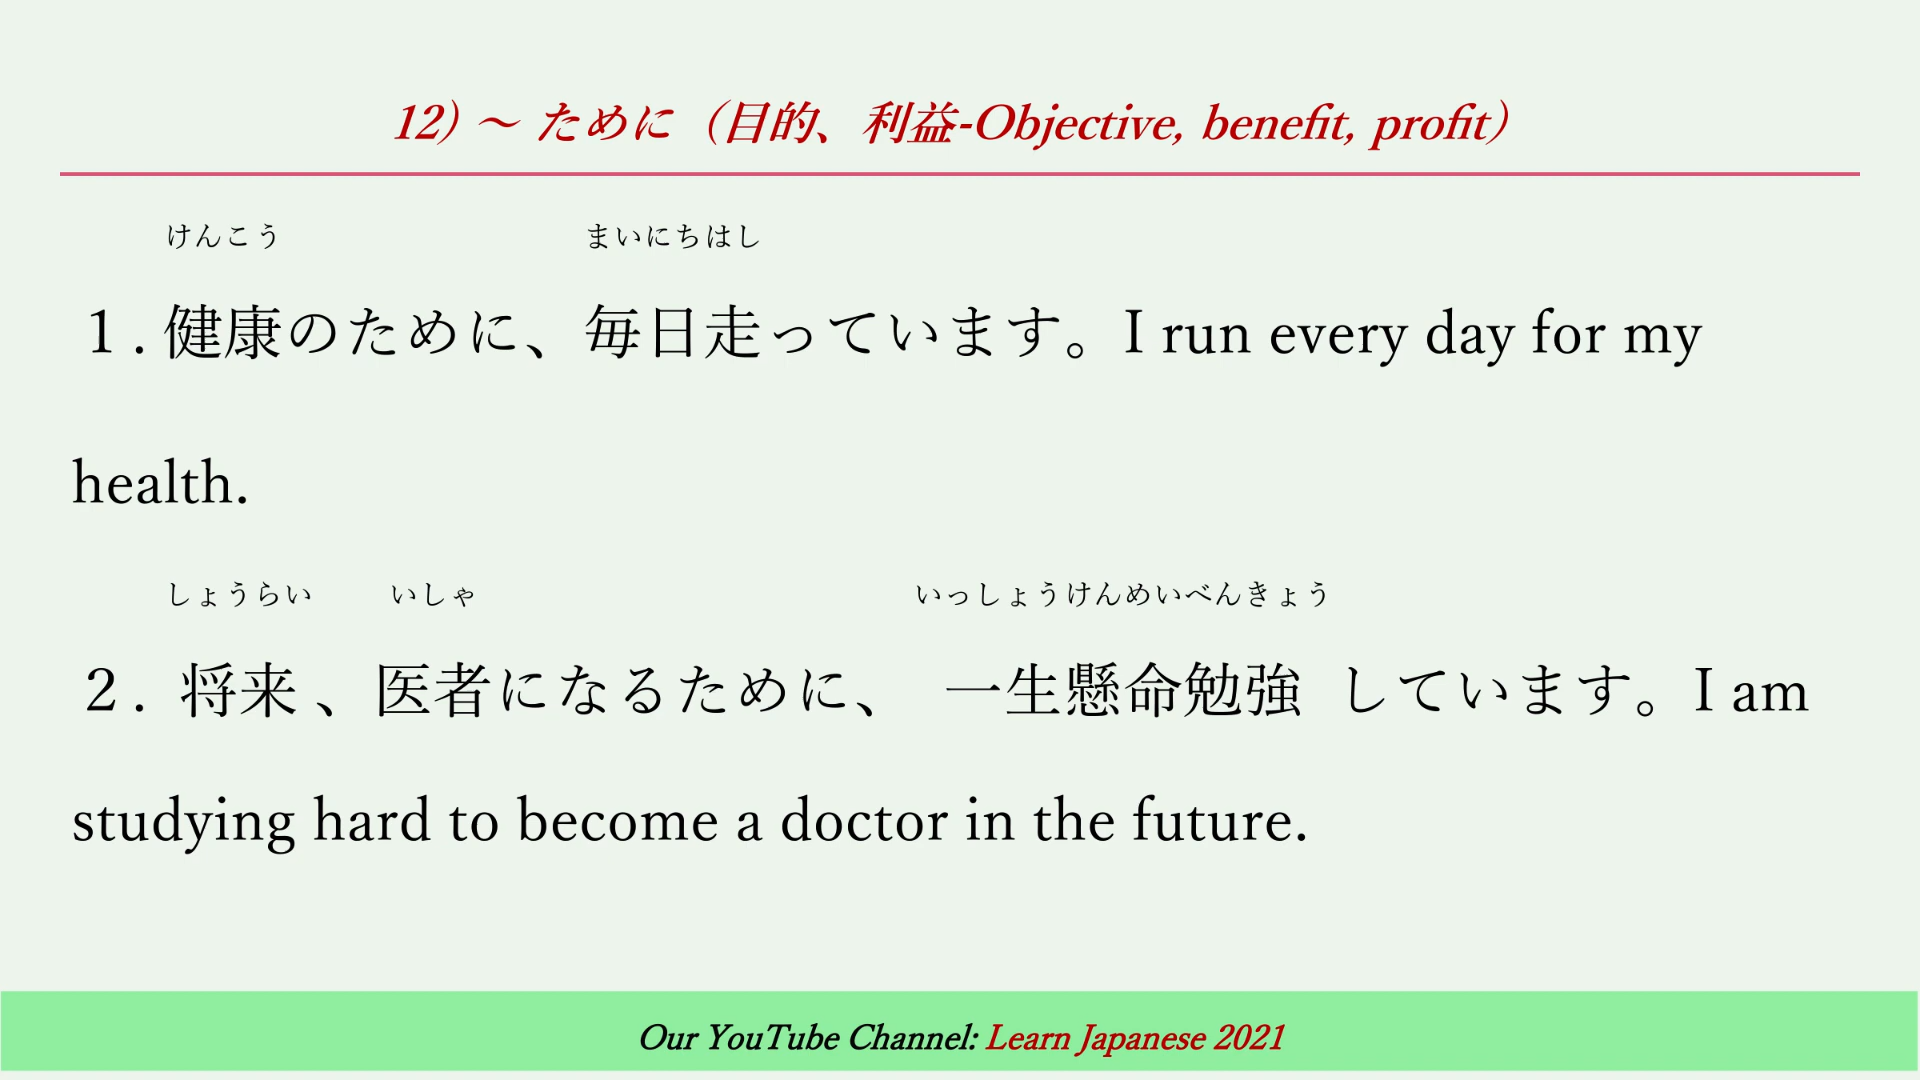 12) ～ ために（目的、利益-Objective, benefit, profit）
けんこう まいにちはし
１. 健康のために、毎日走っています。I run every day for my
health.
しょうらい いしゃ いっしょうけんめいべんきょう
２. 将来 、医者になるために、 一生懸命勉強 しています。I am
studying hard to become a doctor in the future.
Our YouTube Channel: Learn Japanese 2021